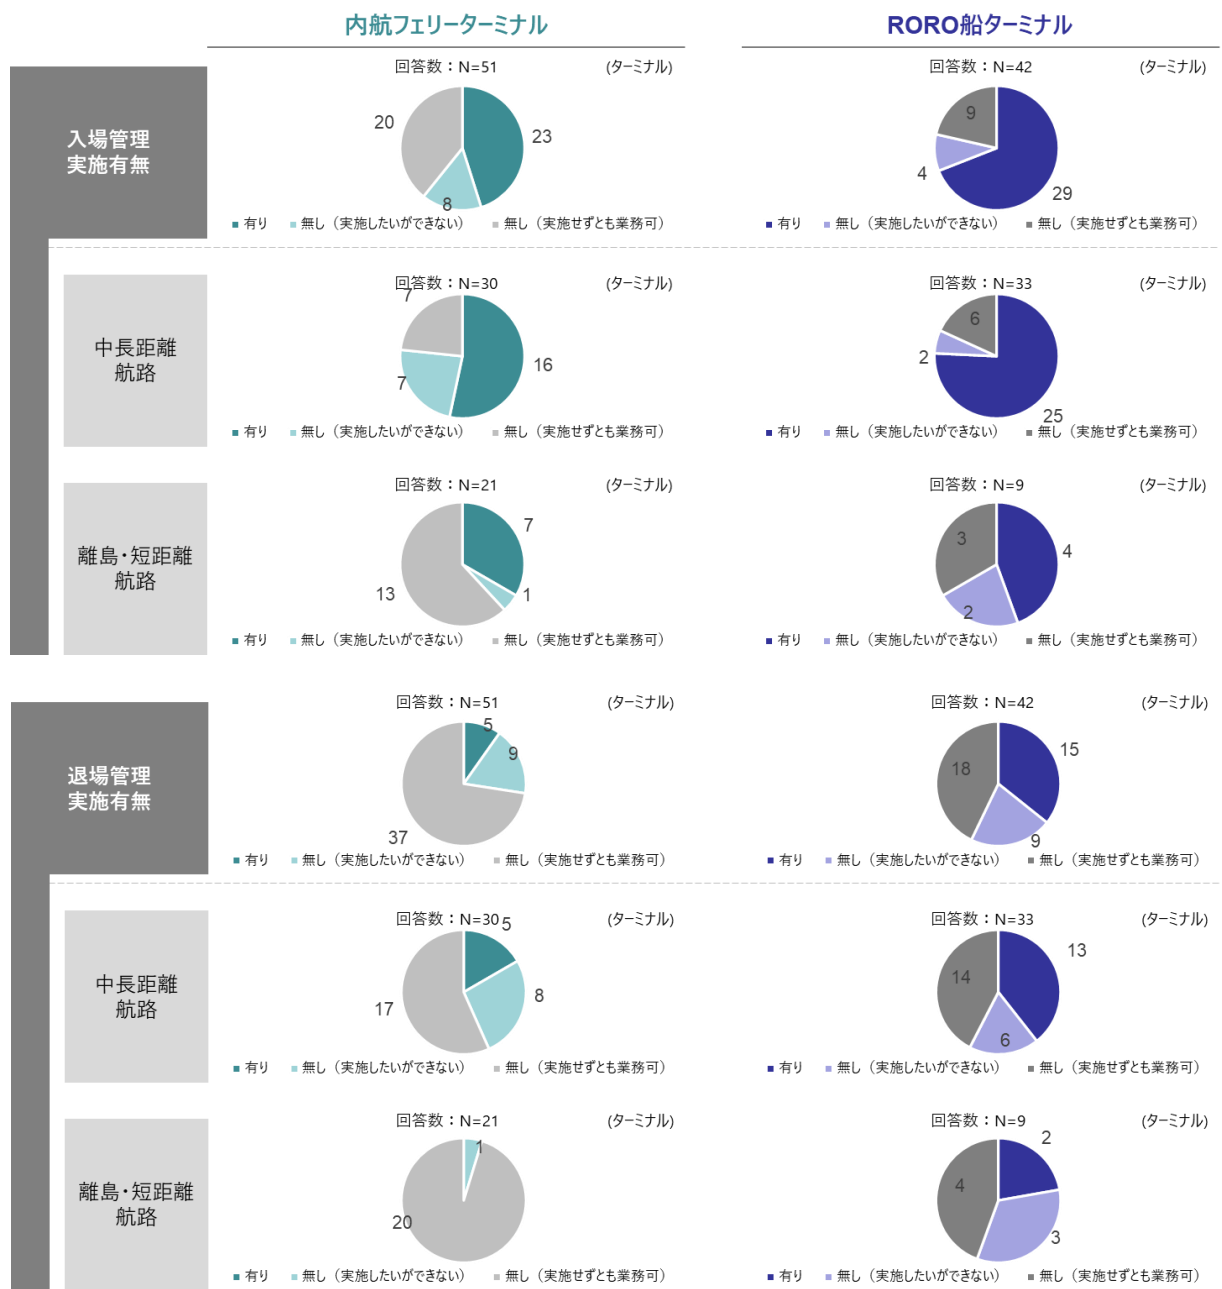 内航フェリーターミナル
RORO船ターミナル
入場管理
実施有無
回答数：N=51
(ターミナル)
20
23
8
■ 有り ■ 無し（実施したいができない） ■ 無し（実施せずとも業務可）
回答数：N=42
(ターミナル)
9
4
29
■ 有り ■ 無し（実施したいができない） ■ 無し（実施せずとも業務可）
中長距離
航路
回答数：N=30
(ターミナル)
7
16
7
■ 有り ■ 無し（実施したいができない） ■ 無し（実施せずとも業務可）
回答数：N=33
(ターミナル)
6
2
25
■ 有り ■ 無し（実施したいができない） ■ 無し（実施せずとも業務可）
離島・短距離
航路
回答数：N=21
(ターミナル)
7
13
1
■ 有り ■ 無し（実施したいができない） ■ 無し（実施せずとも業務可）
回答数：N=9
(ターミナル)
3
4
2
■ 有り ■ 無し（実施したいができない） ■ 無し（実施せずとも業務可）
退場管理
実施有無
回答数：N=51
(ターミナル)
5
9
37
■ 有り ■ 無し（実施したいができない） ■ 無し（実施せずとも業務可）
回答数：N=42
(ターミナル)
15
18
9
■ 有り ■ 無し（実施したいができない） ■ 無し（実施せずとも業務可）
中長距離
航路
回答数：N=30
(ターミナル)
5
17
8
■ 有り ■ 無し（実施したいができない） ■ 無し（実施せずとも業務可）
回答数：N=33
(ターミナル)
13
14
6
■ 有り ■ 無し（実施したいができない） ■ 無し（実施せずとも業務可）
離島・短距離
航路
回答数：N=21
(ターミナル)
1
20
■ 有り ■ 無し（実施したいができない） ■ 無し（実施せずとも業務可）
回答数：N=9
(ターミナル)
2
4
3
■ 有り ■ 無し（実施したいができない） ■ 無し（実施せずとも業務可）